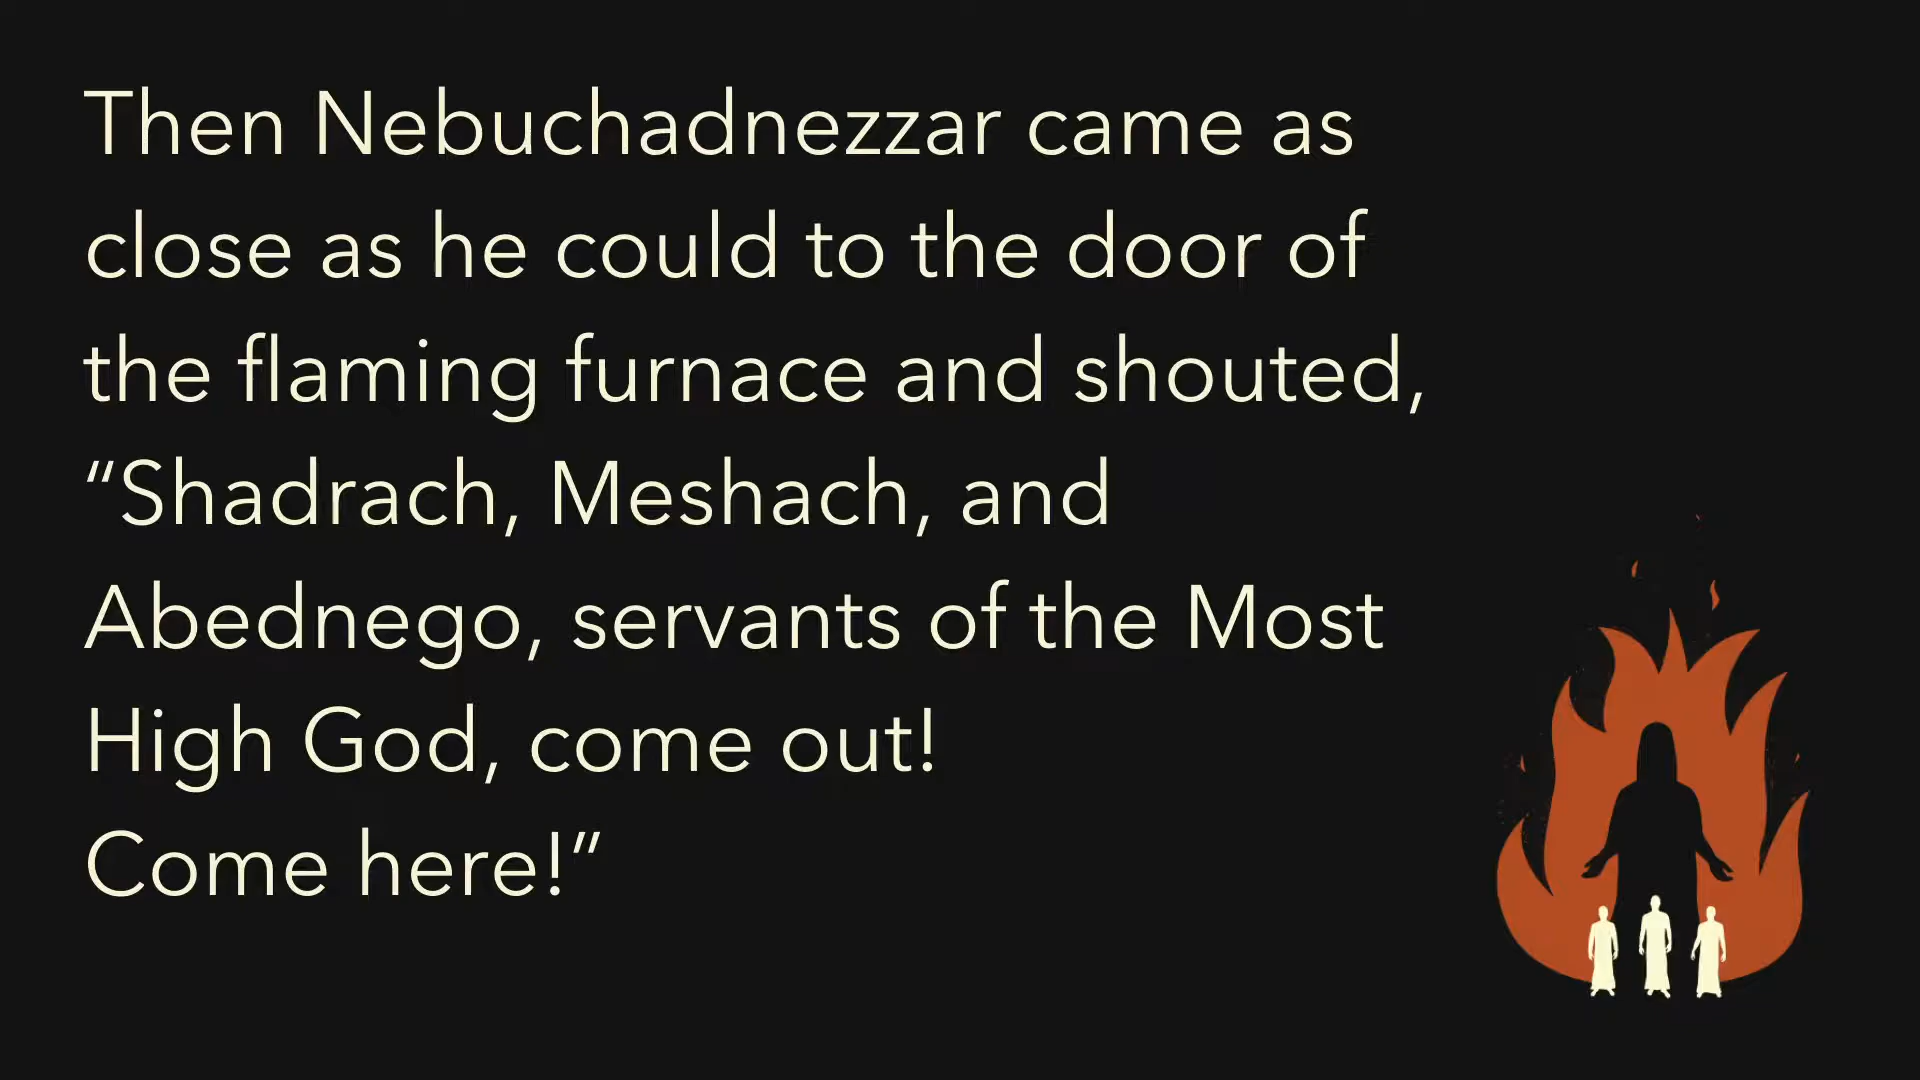 Then Nebuchadnezzar came as
close as he could to the door of
the flaming furnace and shouted,
“Shadrach, Meshach, and
Abednego, servants of the Most
High God, come out!
Come here!”